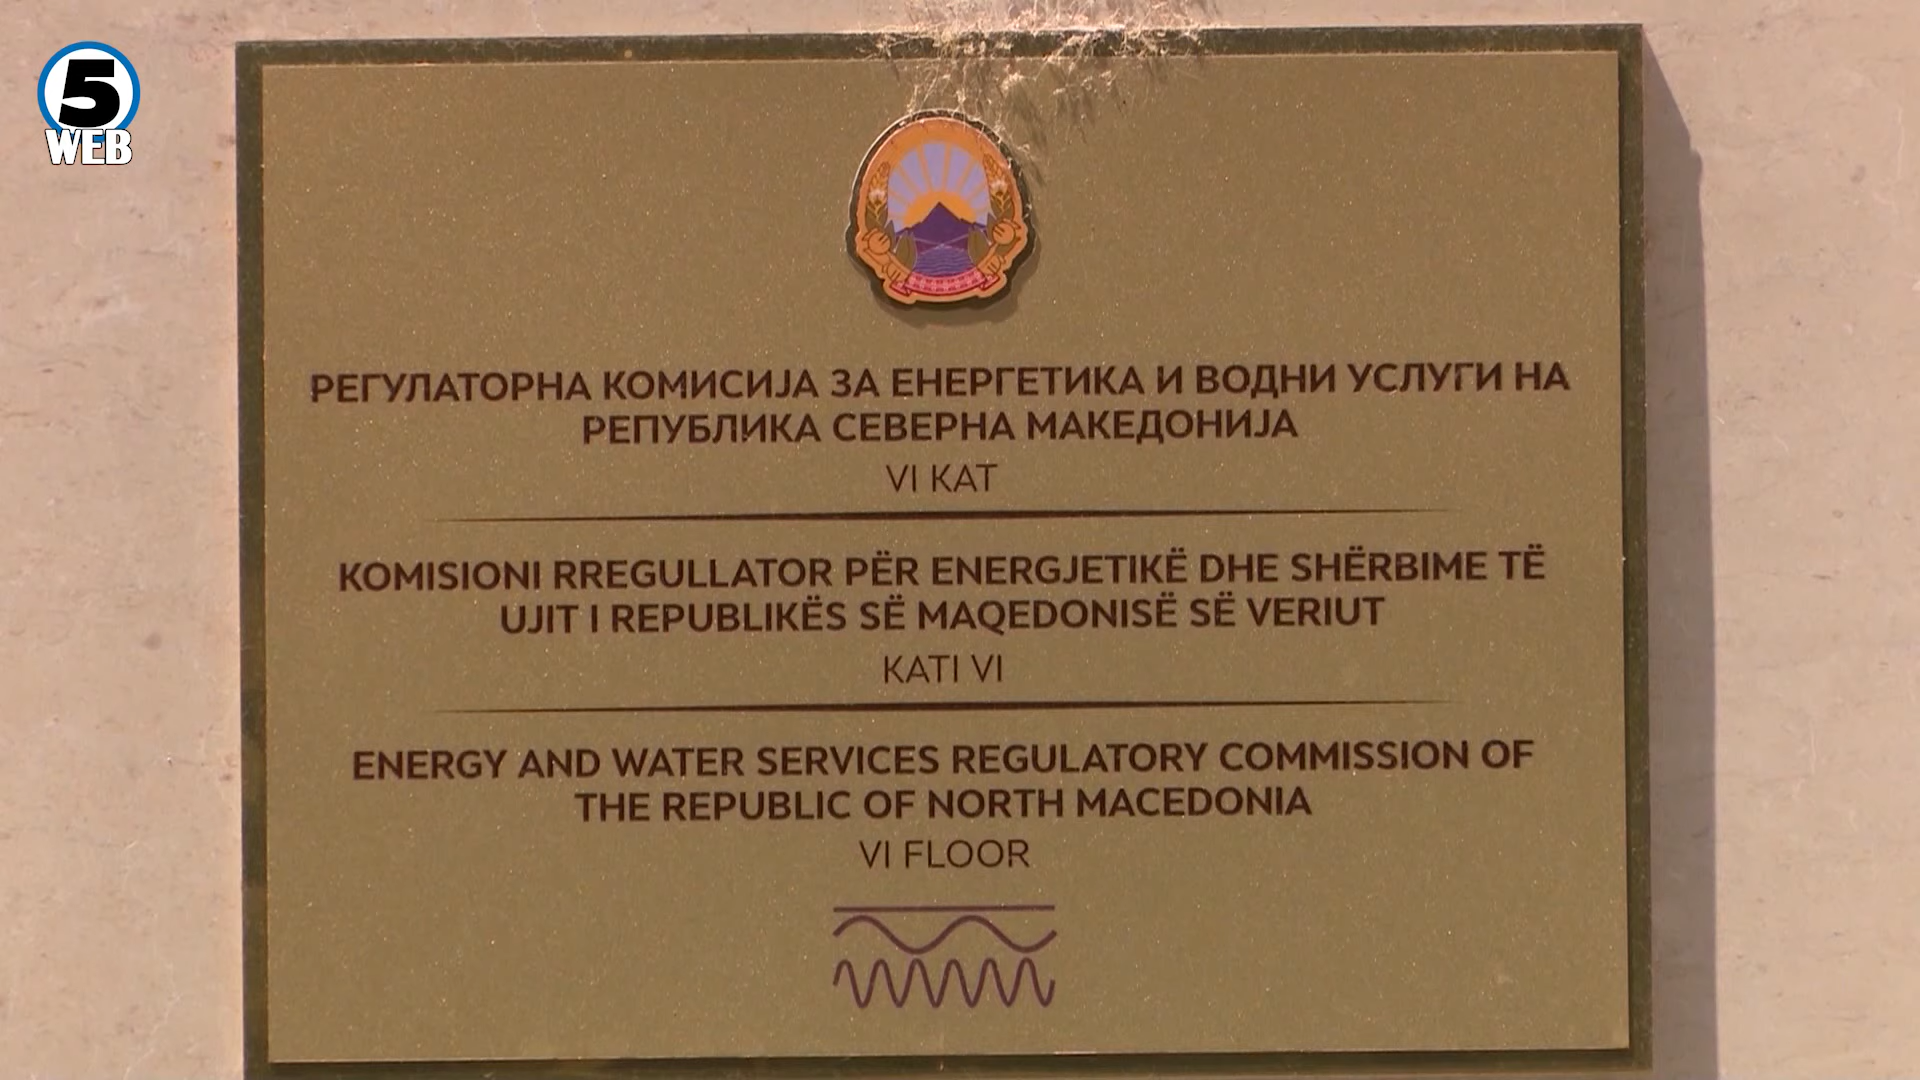 5
WEB
РЕГУЛАТОРНА КОМИСИЈА ЗА ЕНЕРГЕТИКА И ВОДНИ УСЛУГИ НА
РЕПУБЛИКА СЕВЕРНА МАКЕДОНИЈА
VI КАТ
KOMISIONI RREGULLATOR PËR ENERGJETIKË DHE SHËRBIME TË
UJIT I REPUBLIKËS SË MAQEDONISË SË VERIUT
KATI VI
ENERGY AND WATER SERVICES REGULATORY COMMISSION OF
THE REPUBLIC OF NORTH MACEDONIA
VI FLOOR